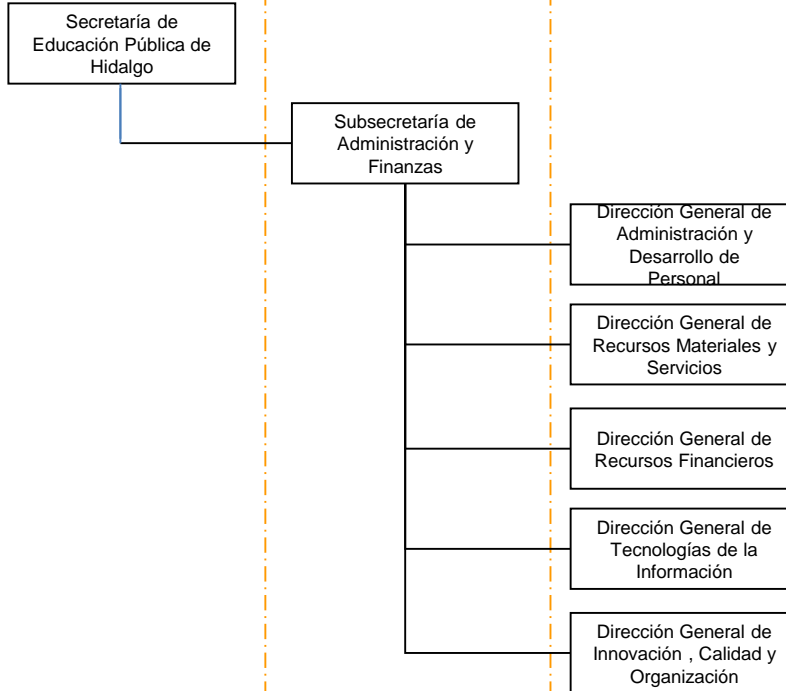 Secretaría de
Educación Pública de
Hidalgo
Subsecretaría de
Administración y
Finanzas
Dirección General de
Administración y
Desarrollo de
Personal
Dirección General de
Recursos Materiales y
Servicios
Dirección General de
Recursos Financieros
Dirección General de
Tecnologías de la
Información
Dirección General de
Innovación , Calidad y
Organización